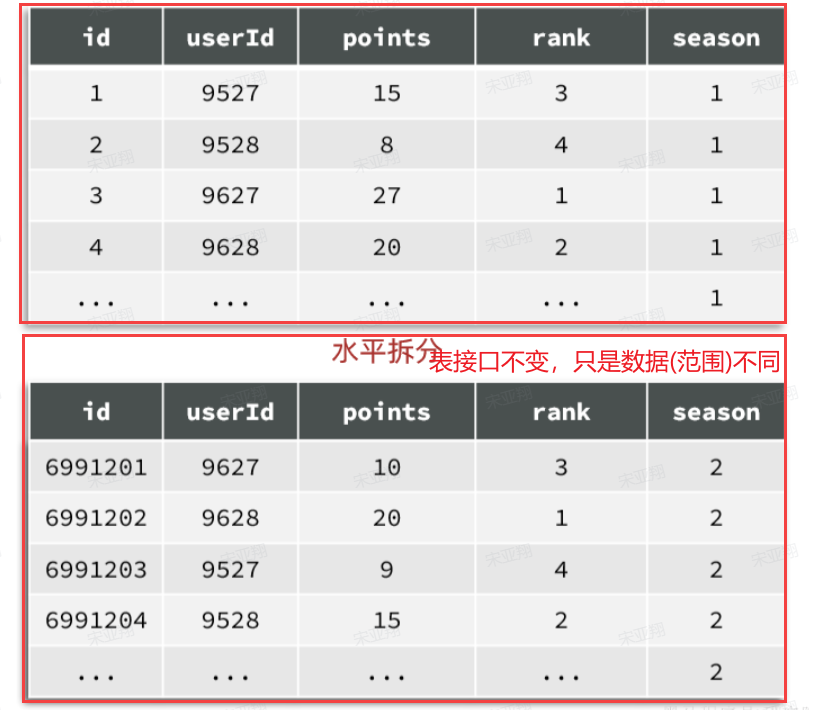 id userId points rank season
1 9527 15 3 1
2 9528 8 4 1
3 9627 27 1 1
4 9628 20 2 1
... ... ... ... 1
水平拆分
表接口不变，只是数据(范围)不同
id userId points rank season
6991201 9627 10 3 2
6991202 9628 20 1 2
6991203 9527 9 4 2
6991204 9528 15 2 2
... ... ... ... 2
宋亚翔